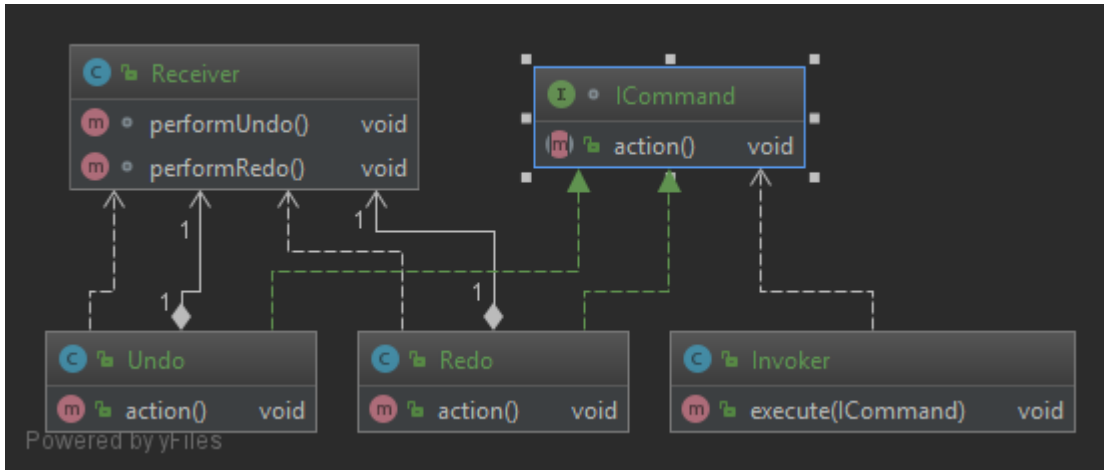 Receiver
performUndo() void
performRedo() void
ICommand
action() void
1
1
1
1
Undo
action() void
Redo
action() void
Invoker
execute(ICommand) void
Powered by yFiles